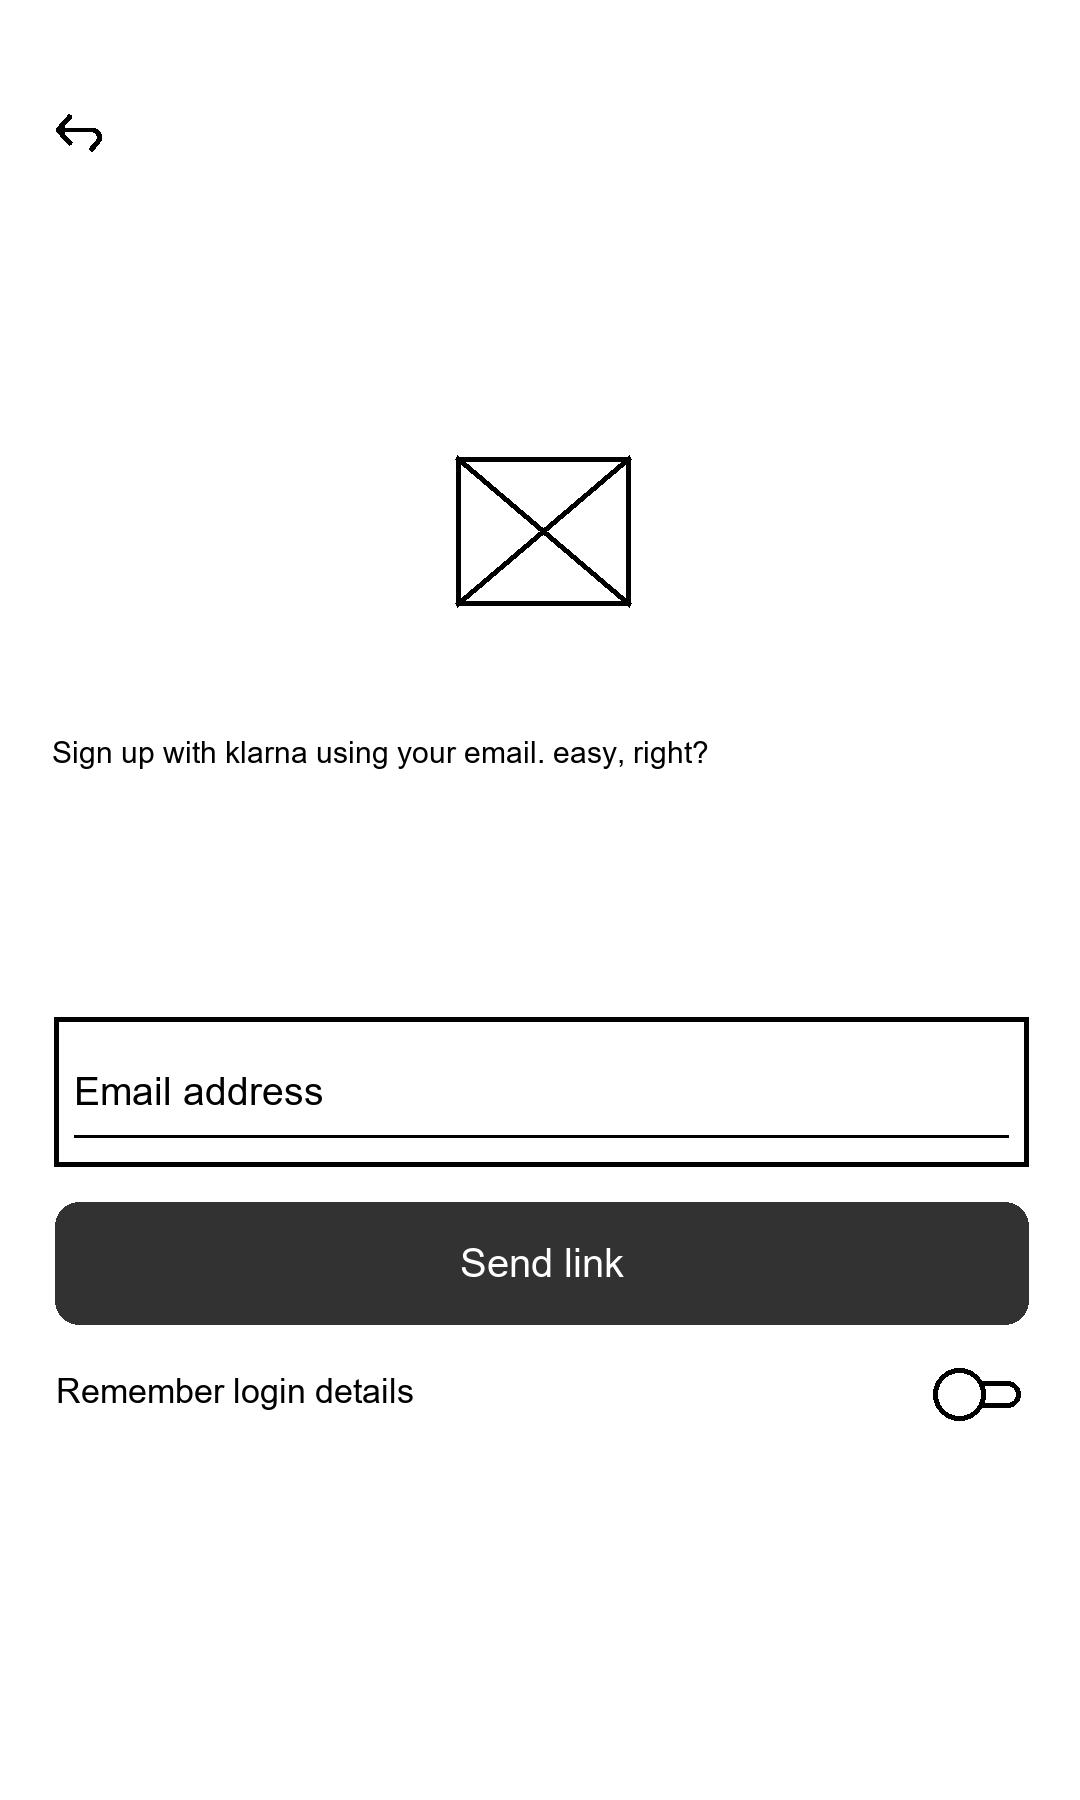 Sign up with klarna using your email. easy, right?
Email address
Send link
Remember login details